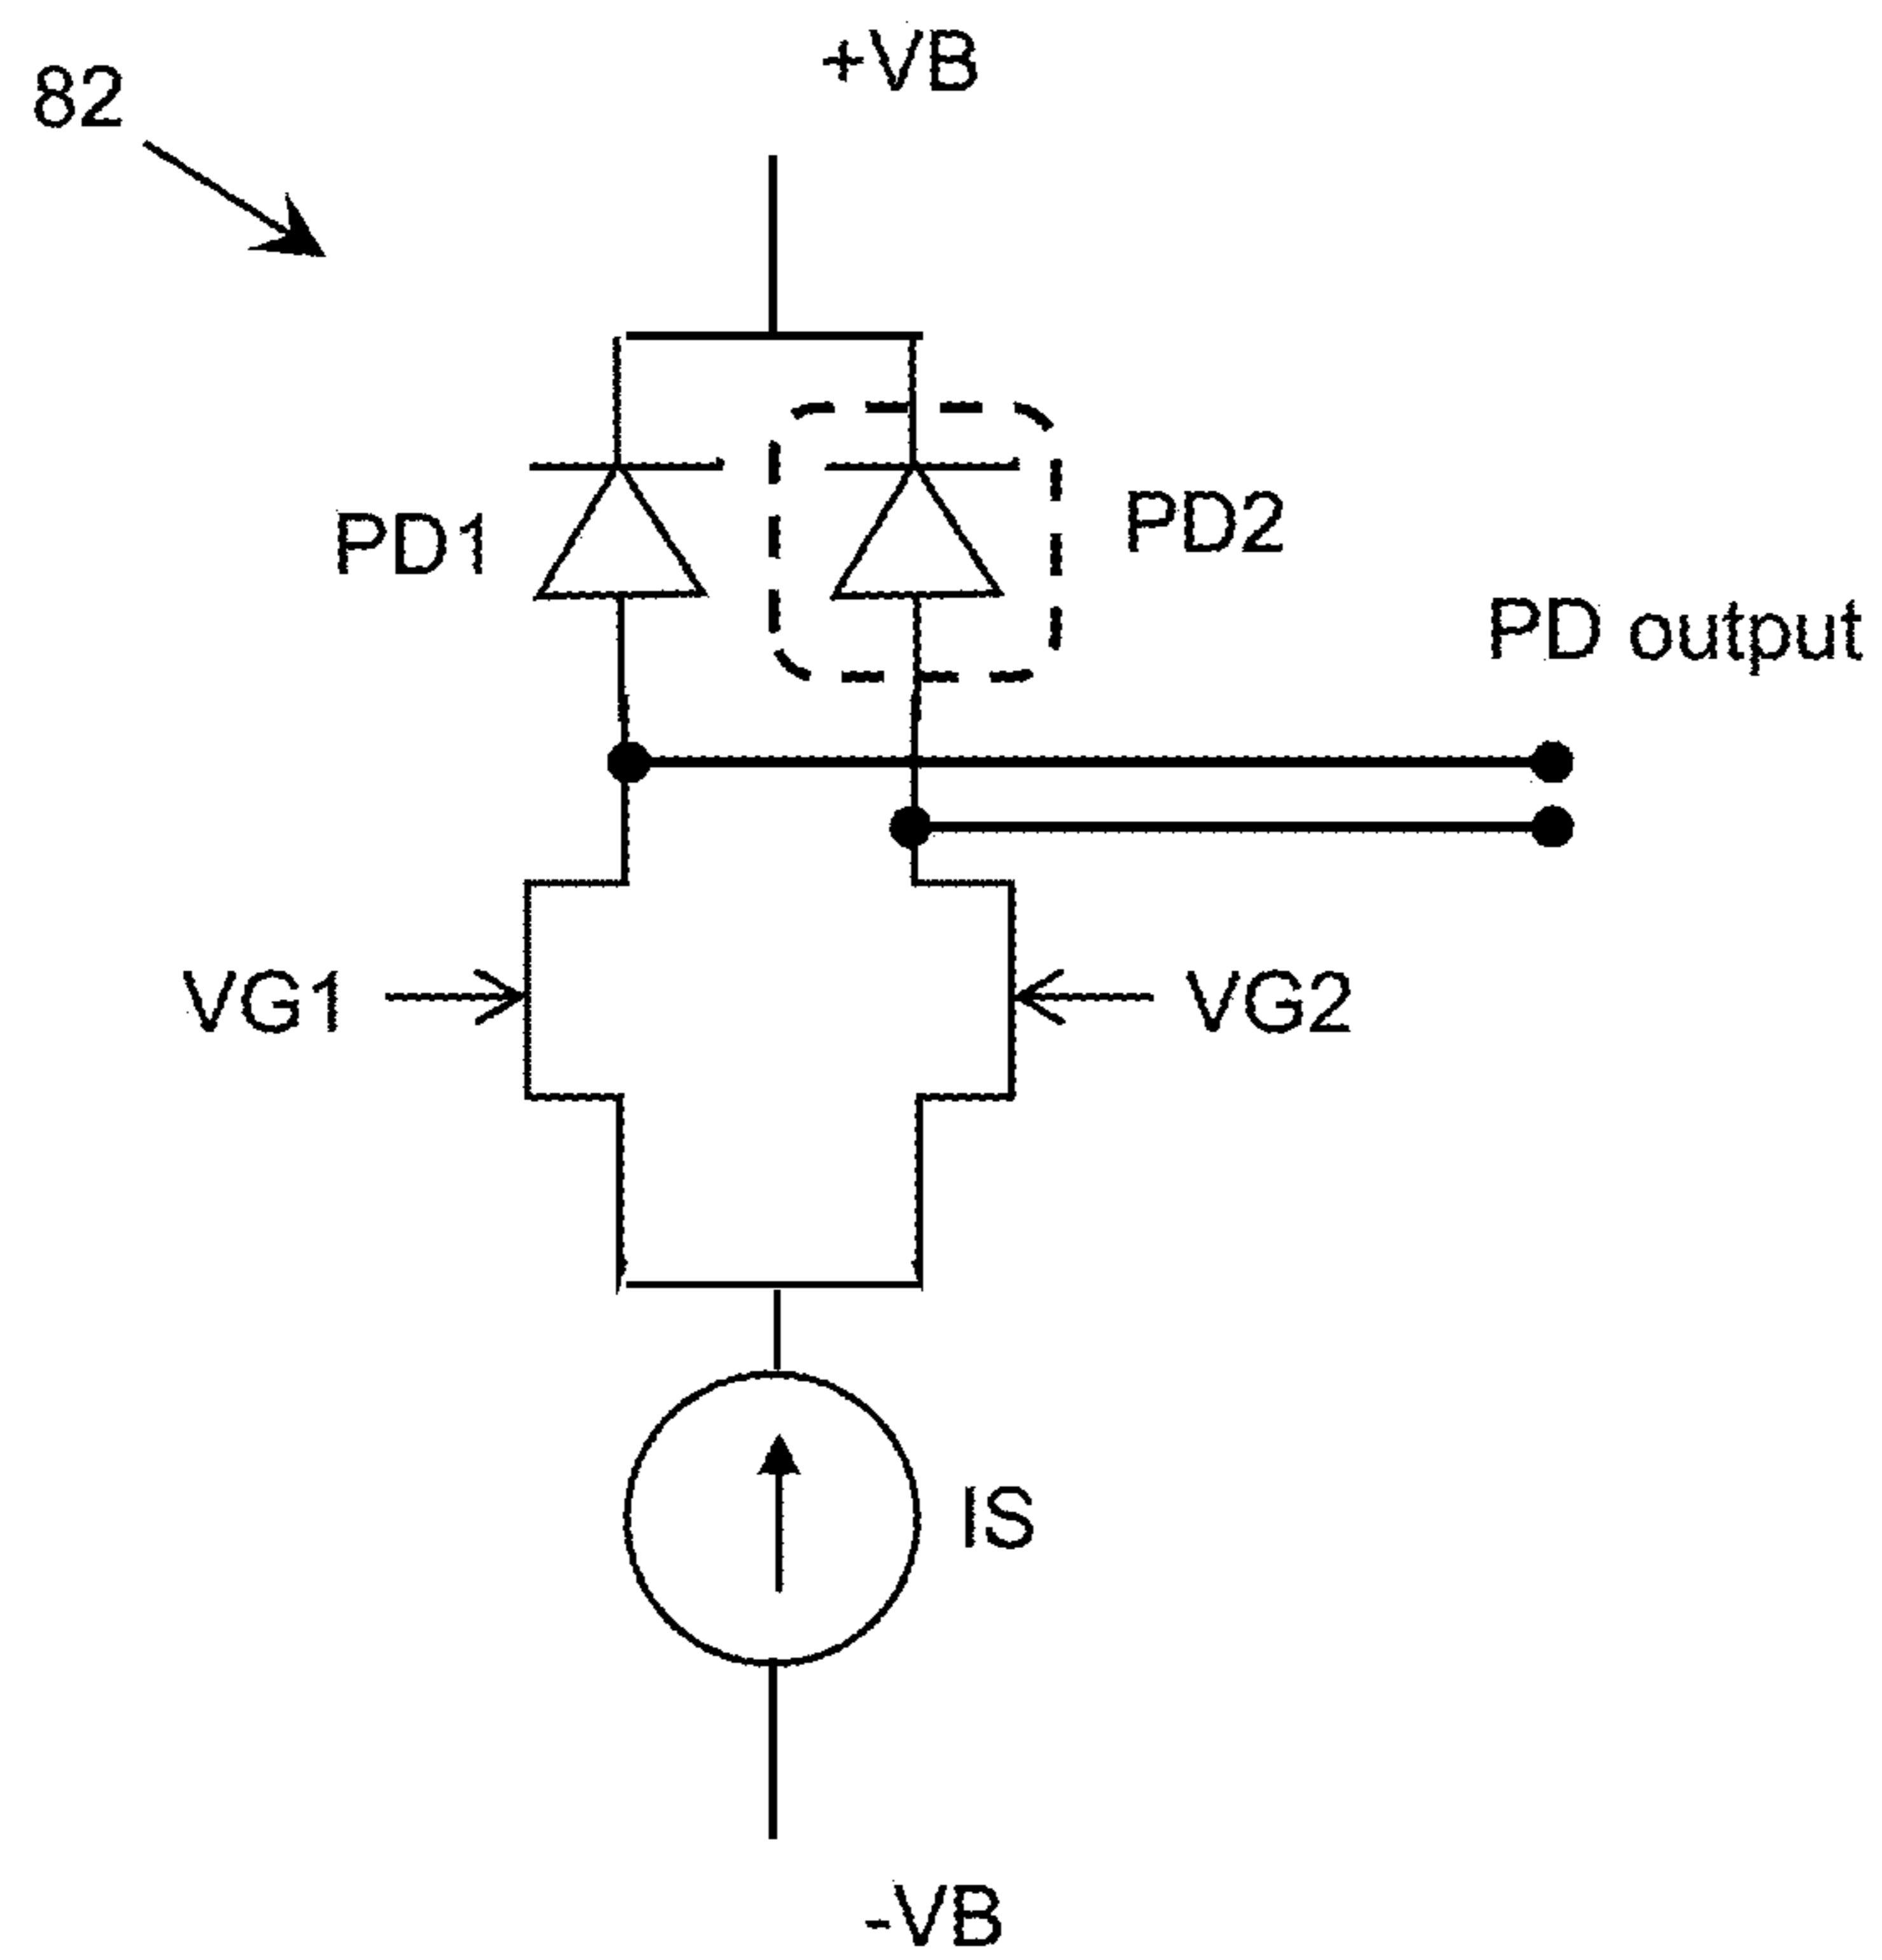 82
+VB
PD1
PD2
PD output
VG1
VG2
IS
-VB